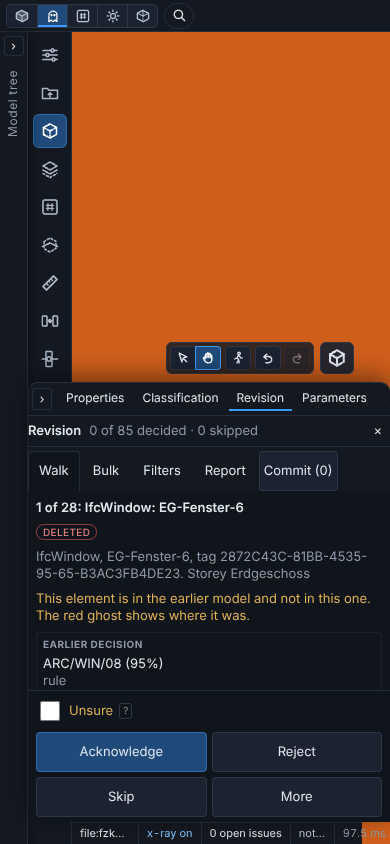 Model tree
Properties Classification Revision Parameters
Revision 0 of 85 decided · 0 skipped ×
Walk Bulk Filters Report Commit (0)
1 of 28: IfcWindow: EG-Fenster-6
DELETED
IfcWindow, EG-Fenster-6, tag 2872C43C-81BB-4535-
95-65-B3AC3FB4DE23. Storey Erdgeschoss
This element is in the earlier model and not in this one.
The red ghost shows where it was.
EARLIER DECISION
ARC/WIN/08 (95%)
rule
Unsure ?
Acknowledge Reject
Skip More
file:fzk... x-ray on 0 open issues not... 97.5 ms